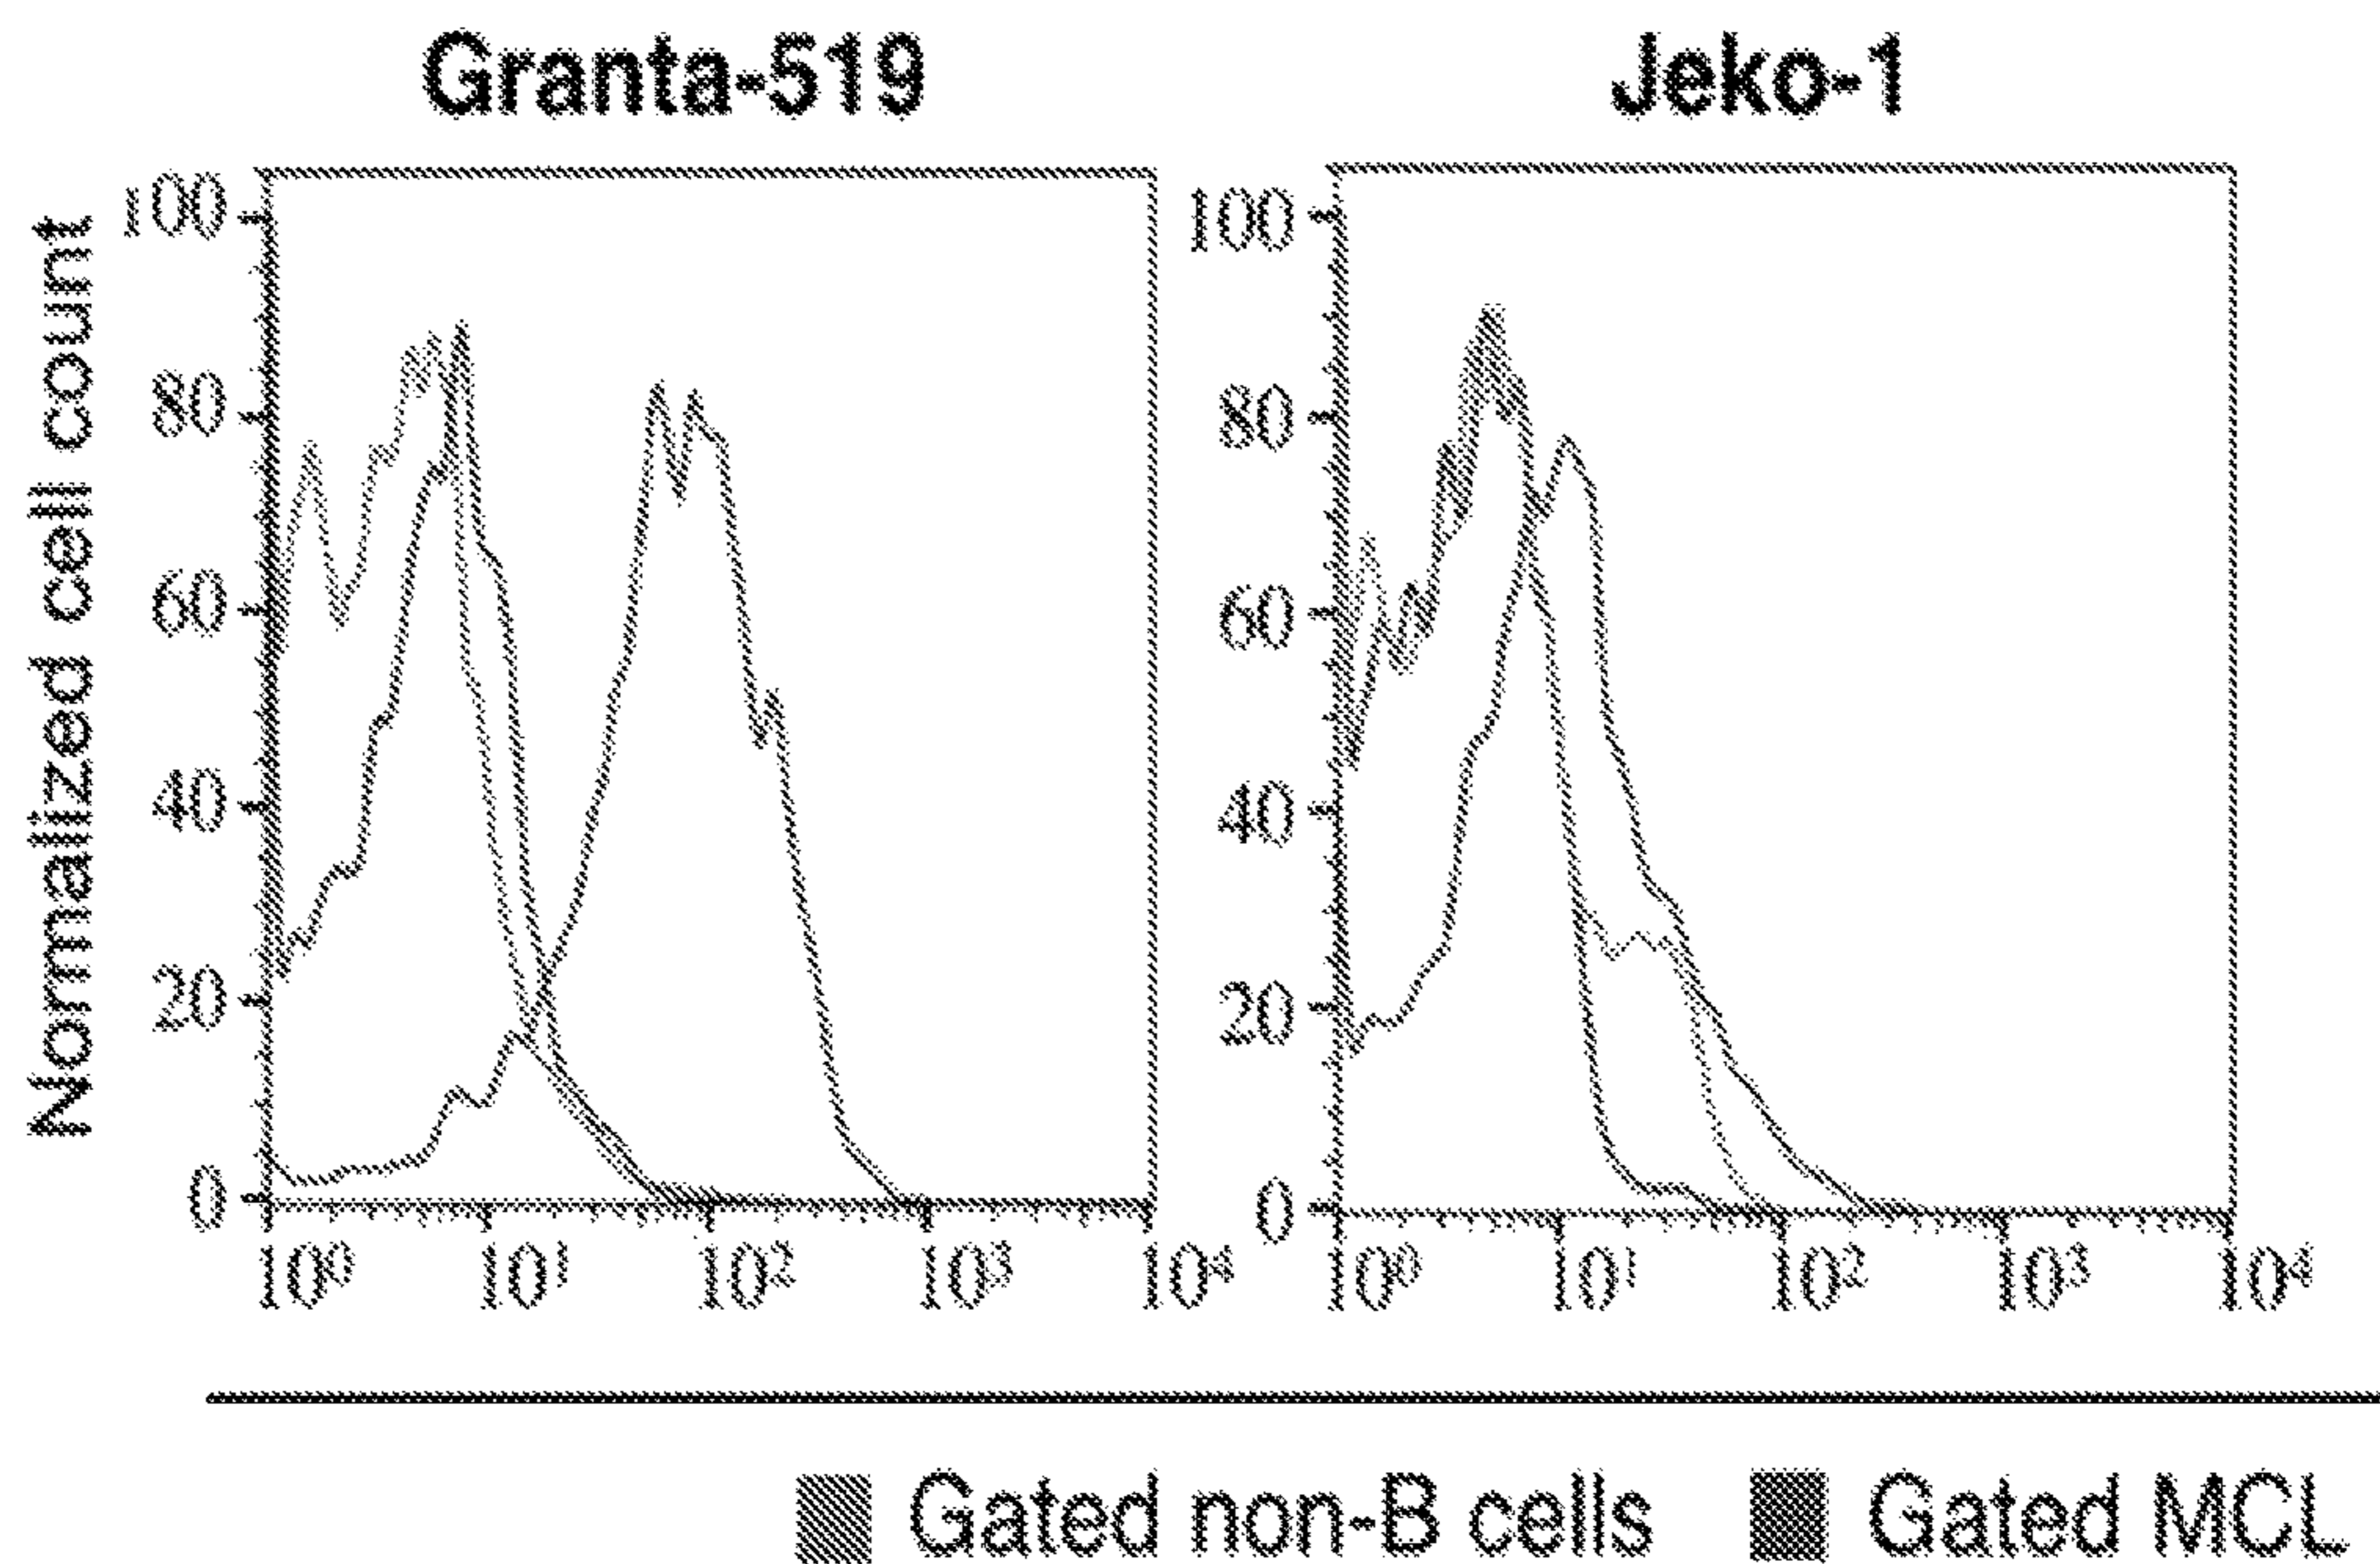 Granta-519 Jeko-1
Normalized cell count
100
80
60
40
20
0
10⁰ 10¹ 10² 10³ 10⁴
100
80
60
40
20
0
10⁰ 10¹ 10² 10³ 10⁴
Gated non-B cells Gated MCL